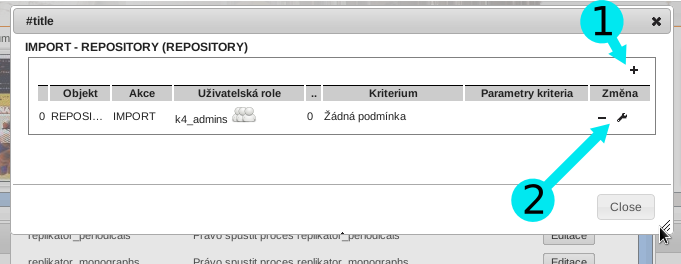 #title
1
IMPORT - REPOSITORY (REPOSITORY)
Objekt Akce Uživatelská role .. Kriterium Parametry kriteria Změna
0 REPOSI... IMPORT k4_admins 0 Žádná podmínka
2
Close
replikator_periodicals Právo spustit proces replikator_periodicals Editace
replikator_monographs Právo spustit proces replikator_monographs Editace